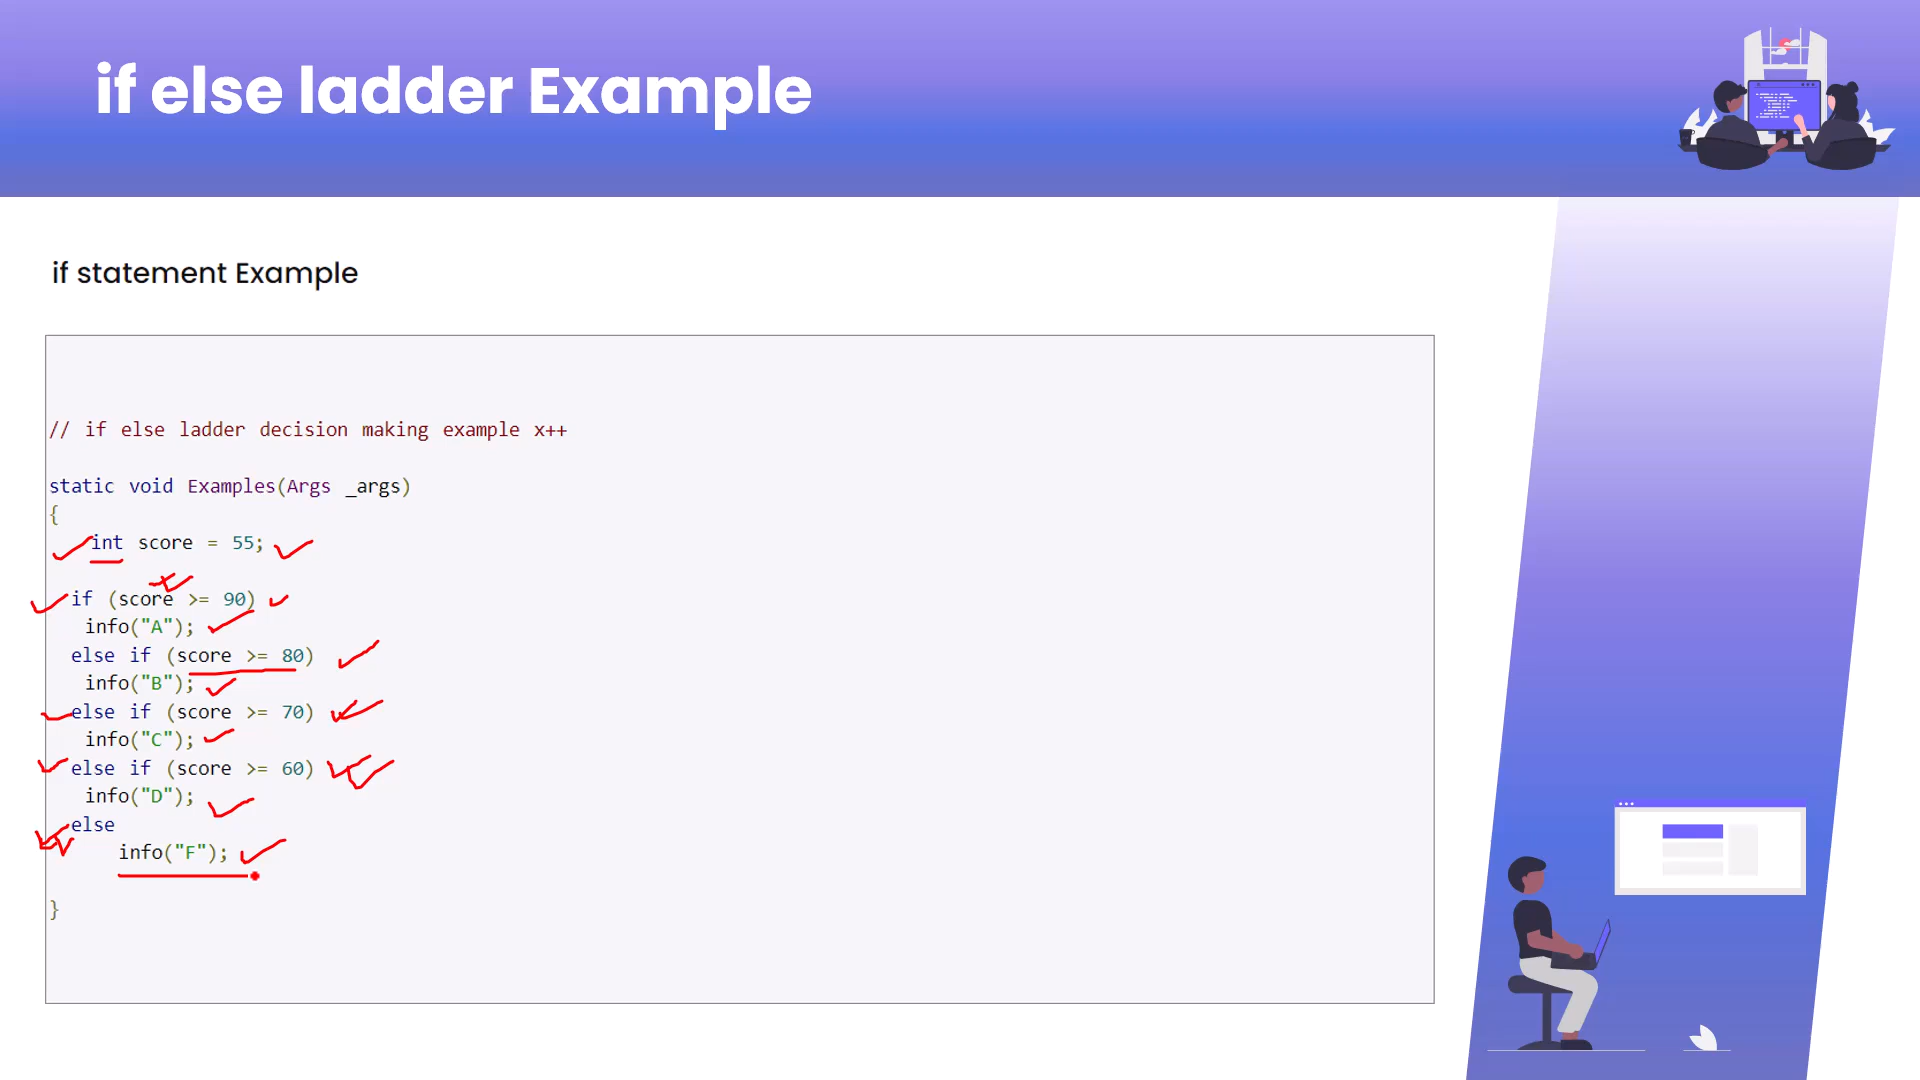 if else ladder Example
if statement Example
// if else ladder decision making example x++
static void Examples(Args _args)
{
int score = 55;
if (score >= 90)
info("A");
else if (score >= 80)
info("B");
else if (score >= 70)
info("C");
else if (score >= 60)
info("D");
else
info("F");
}